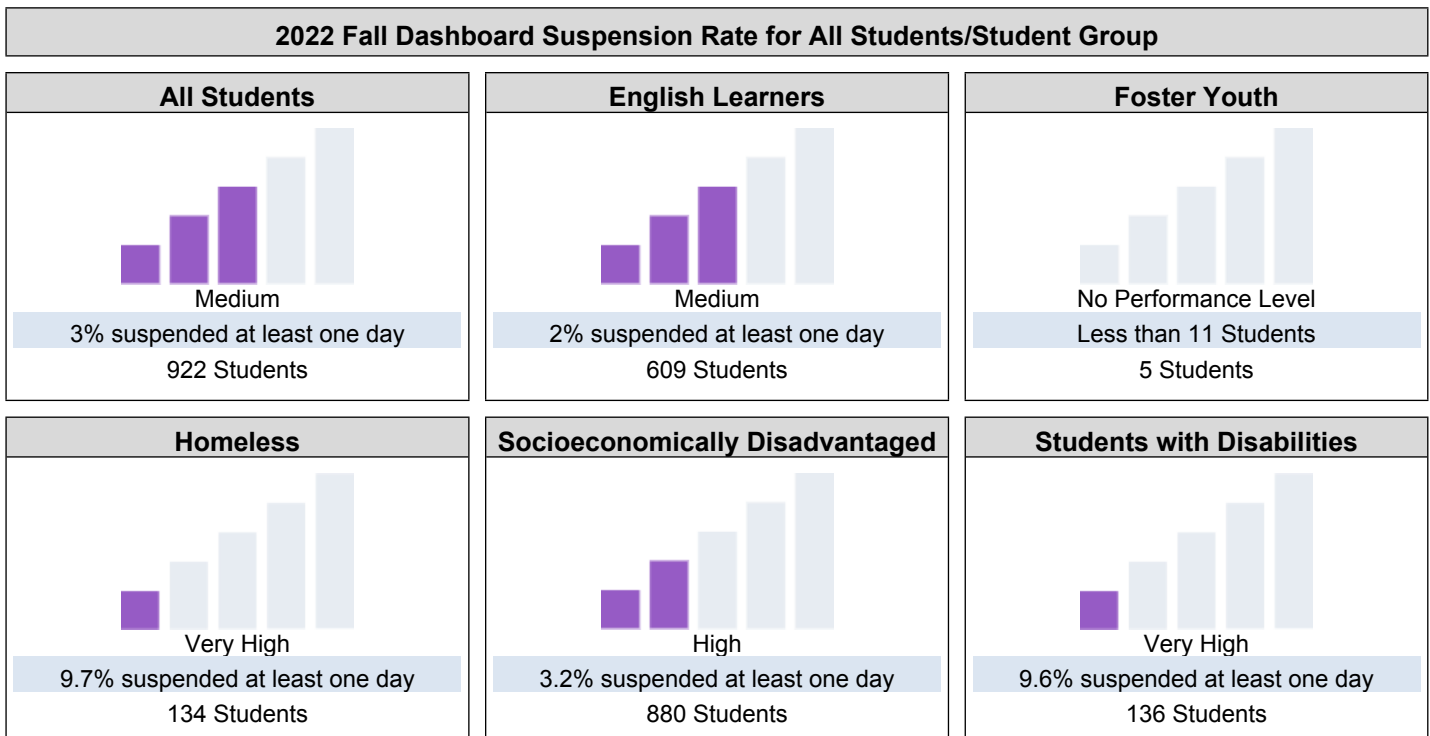 2022 Fall Dashboard Suspension Rate for All Students/Student Group
All Students
Medium
3% suspended at least one day
922 Students
English Learners
Medium
2% suspended at least one day
609 Students
Foster Youth
No Performance Level
Less than 11 Students
5 Students
Homeless
Very High
9.7% suspended at least one day
134 Students
Socioeconomically Disadvantaged
High
3.2% suspended at least one day
880 Students
Students with Disabilities
Very High
9.6% suspended at least one day
136 Students